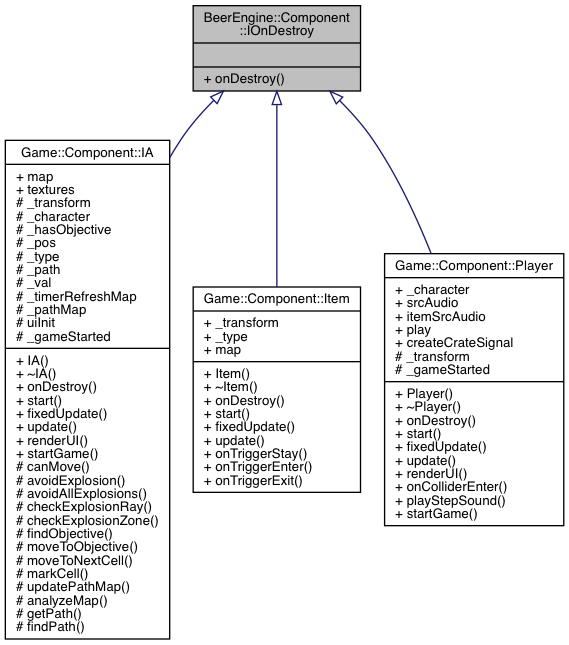 BeerEngine::Component
::IOnDestroy
+ onDestroy()
Game::Component::IA
+ map
+ textures
# _transform
# _character
# _hasObjective
# _pos
# _type
# _path
# _val
# _timerRefreshMap
# _pathMap
# uiInit
# _gameStarted
+ IA()
+ ~IA()
+ onDestroy()
+ start()
+ fixedUpdate()
+ update()
+ renderUI()
+ startGame()
# canMove()
# avoidExplosion()
# avoidAllExplosions()
# checkExplosionRay()
# checkExplosionZone()
# findObjective()
# moveToObjective()
# moveToNextCell()
# markCell()
# updatePathMap()
# analyzeMap()
# getPath()
# findPath()
Game::Component::Item
+ _transform
+ _type
+ map
+ Item()
+ ~Item()
+ onDestroy()
+ start()
+ fixedUpdate()
+ update()
+ onTriggerStay()
+ onTriggerEnter()
+ onTriggerExit()
Game::Component::Player
+ _character
+ srcAudio
+ itemSrcAudio
+ play
+ createCrateSignal
# _transform
# _gameStarted
+ Player()
+ ~Player()
+ onDestroy()
+ start()
+ fixedUpdate()
+ update()
+ renderUI()
+ onColliderEnter()
+ playStepSound()
+ startGame()